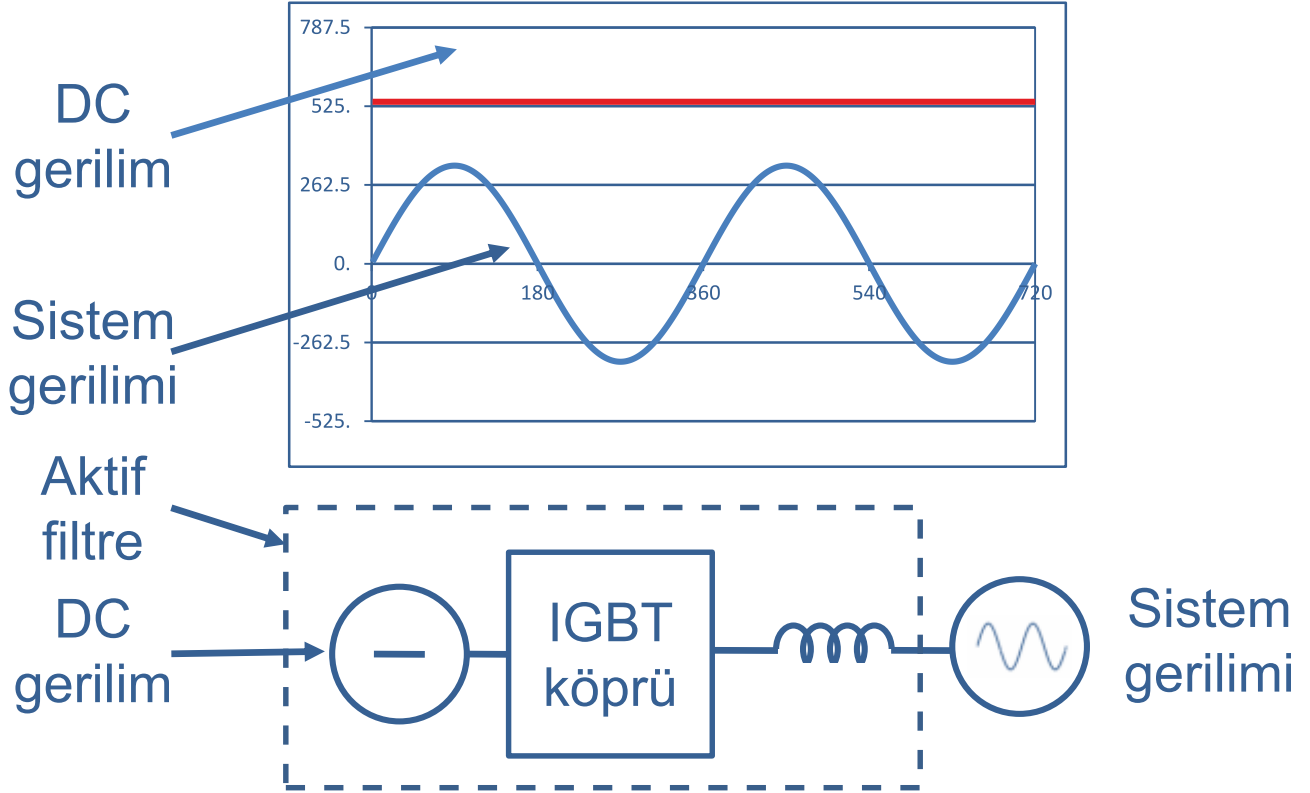 787.5
525.
262.5
0.
-262.5
-525.
0
180
360
540
720
DC
gerilim
Sistem
gerilimi
Aktif
filtre
DC
gerilim
IGBT
köprü
Sistem
gerilimi